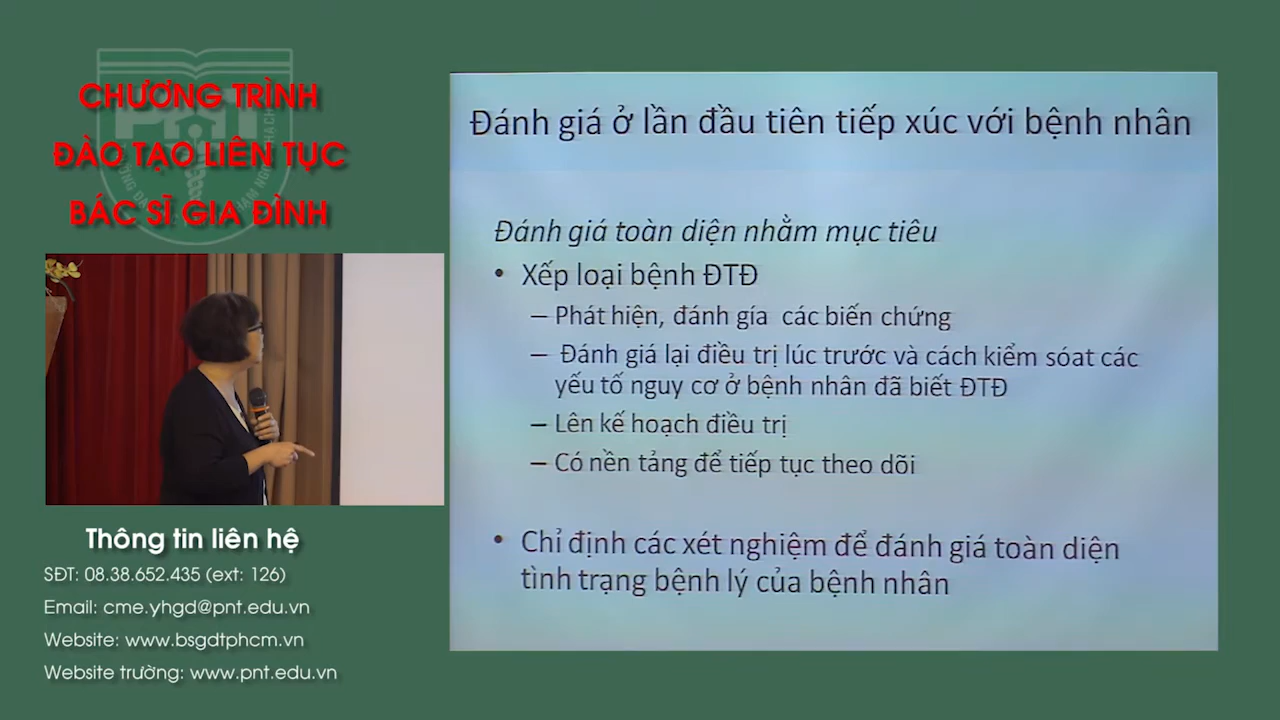 CHƯƠNG TRÌNH
ĐÀO TẠO LIÊN TỤC
BÁC SĨ GIA ĐÌNH
Thông tin liên hệ
SĐT: 08.38.652.435 (ext: 126)
Email: cme.yhgd@pnt.edu.vn
Website: www.bsgdtphcm.vn
Website trường: www.pnt.edu.vn
Đánh giá ở lần đầu tiên tiếp xúc với bệnh nhân
Đánh giá toàn diện nhằm mục tiêu
• Xếp loại bệnh ĐTĐ
– Phát hiện, đánh gía các biến chứng
– Đánh giá lại điều trị lúc trước và cách kiểm sóat các
yếu tố nguy cơ ở bệnh nhân đã biết ĐTĐ
– Lên kế hoạch điều trị
– Có nền tảng để tiếp tục theo dõi
• Chỉ định các xét nghiệm để đánh giá toàn diện
tình trạng bệnh lý của bệnh nhân